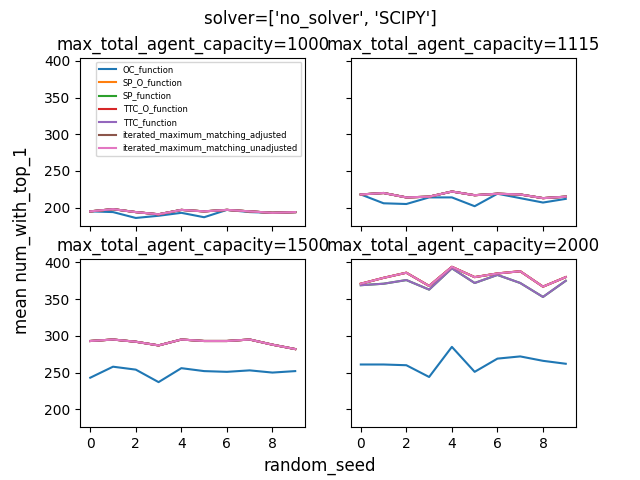 solver=['no_solver', 'SCIPY']
max_total_agent_capacity=1000
max_total_agent_capacity=1115
400
350
300
250
200
OC_function
SP_O_function
SP_function
TTC_O_function
TTC_function
iterated_maximum_matching_adjusted
iterated_maximum_matching_unadjusted
mean num_with_top_1
max_total_agent_capacity=1500
max_total_agent_capacity=2000
400
350
300
250
200
0 2 4 6 8
0 2 4 6 8
random_seed